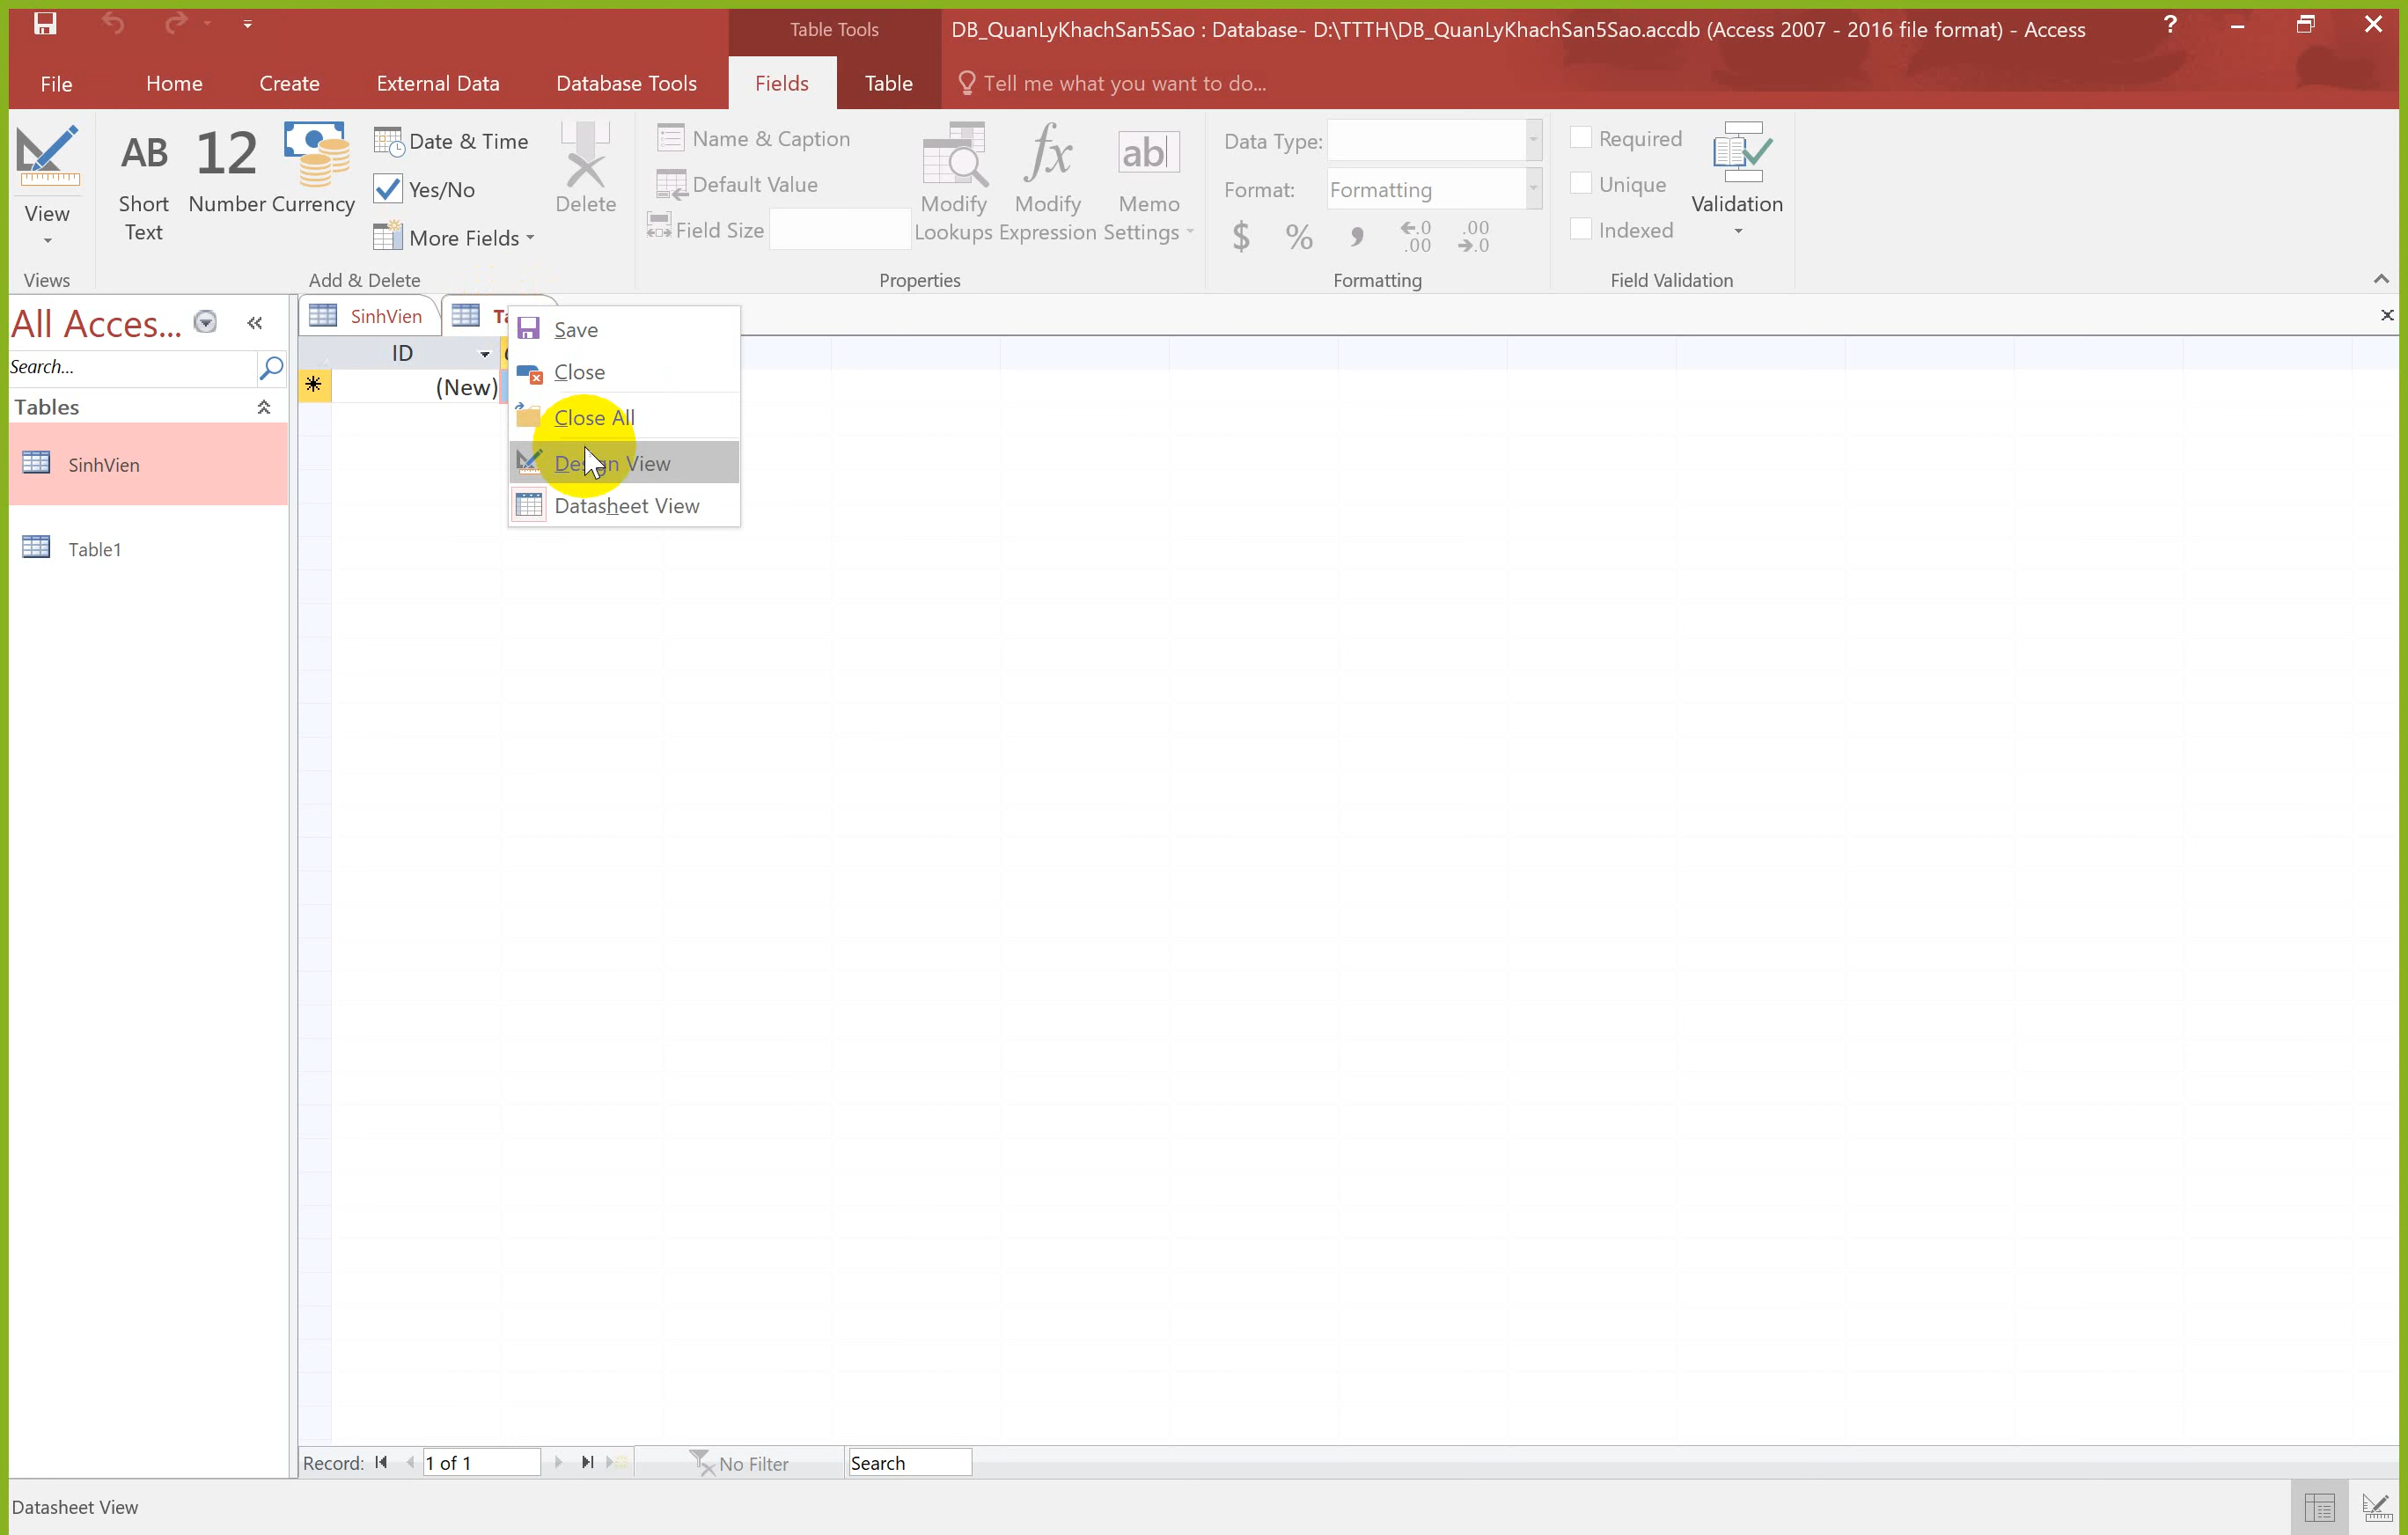 Table Tools
DB_QuanLyKhachSan5Sao : Database- D:\TTTH\DB_QuanLyKhachSan5Sao.accdb (Access 2007 - 2016 file format) - Access
?
File Home Create External Data Database Tools Fields Table Tell me what you want to do...
View
Views
AB
Short
Text
12
Number
Currency
Date & Time
Yes/No
More Fields
Delete
Add & Delete
Name & Caption
Default Value
Field Size
Modify
Lookups
fx
Modify
Expression
ab
Memo
Settings
Properties
Data Type:
Format: Formatting
$ % , .0 .00 .00 .0
Formatting
Required
Unique
Indexed
Validation
Field Validation
All Acces...
Search...
Tables
SinhVien
Table1
SinhVien
ID
(New)
Save
Close
Close All
Design View
Datasheet View
Record: 1 of 1 No Filter Search
Datasheet View